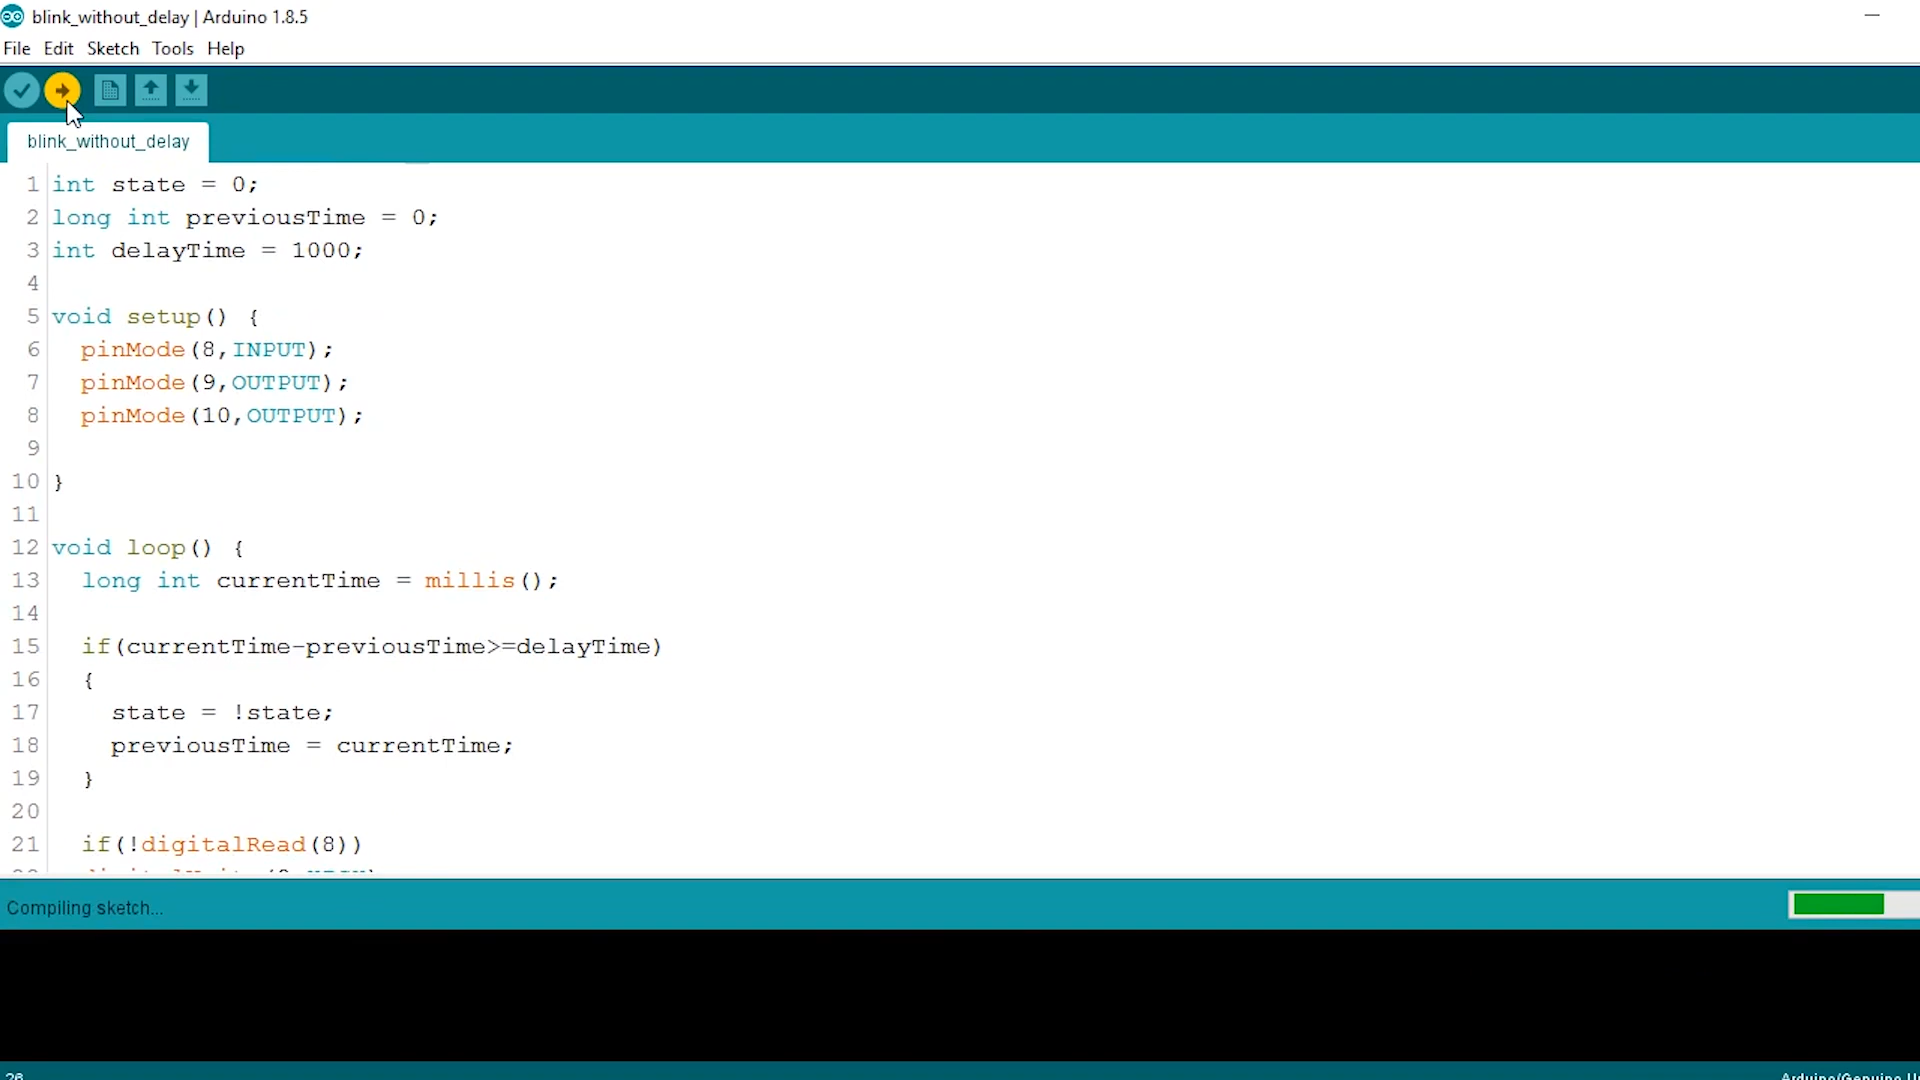 blink_without_delay | Arduino 1.8.5
File Edit Sketch Tools Help
blink_without_delay
1 int state = 0;
2 long int previousTime = 0;
3 int delayTime = 1000;
4
5 void setup() {
6 pinMode(8,INPUT);
7 pinMode(9,OUTPUT);
8 pinMode(10,OUTPUT);
9
10 }
11
12 void loop() {
13 long int currentTime = millis();
14
15 if(currentTime-previousTime>=delayTime)
16 {
17 state = !state;
18 previousTime = currentTime;
19 }
20
21 if(!digitalRead(8))
Compiling sketch...
26
Arduino/Genuino